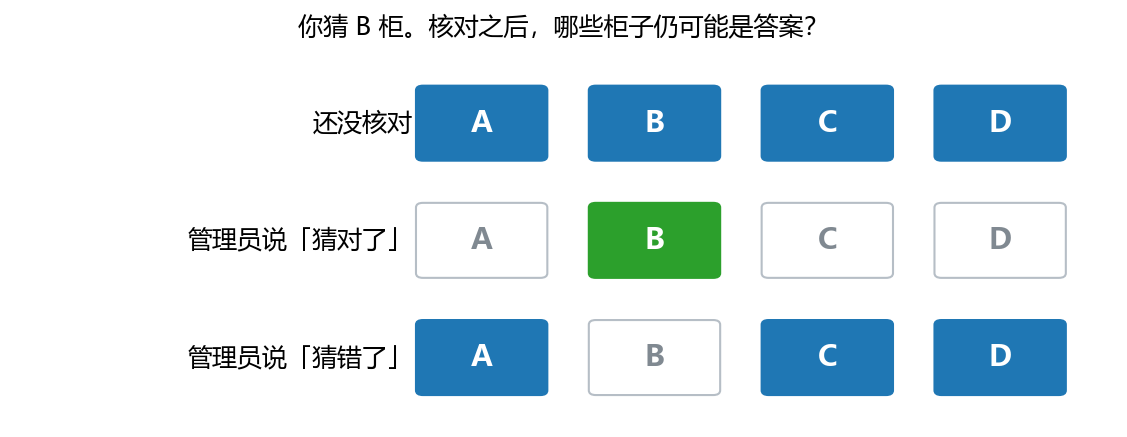 你猜 B 柜。核对之后，哪些柜子仍可能是答案？
还没核对 A B C D
管理员说「猜对了」 A B C D
管理员说「猜错了」 A B C D